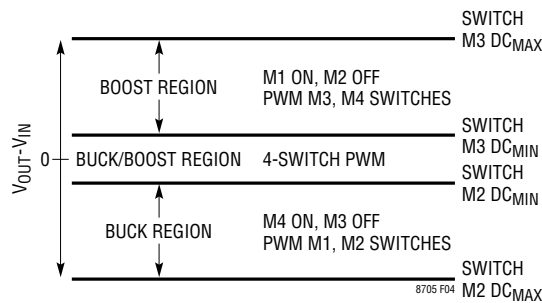 SWITCH
M3 DCMAX
BOOST REGION
M1 ON, M2 OFF
PWM M3, M4 SWITCHES
SWITCH
M3 DCMIN
VOUT-VIN
0
BUCK/BOOST REGION
4-SWITCH PWM
SWITCH
M2 DCMIN
BUCK REGION
M4 ON, M3 OFF
PWM M1, M2 SWITCHES
8705 F04
SWITCH
M2 DCMAX